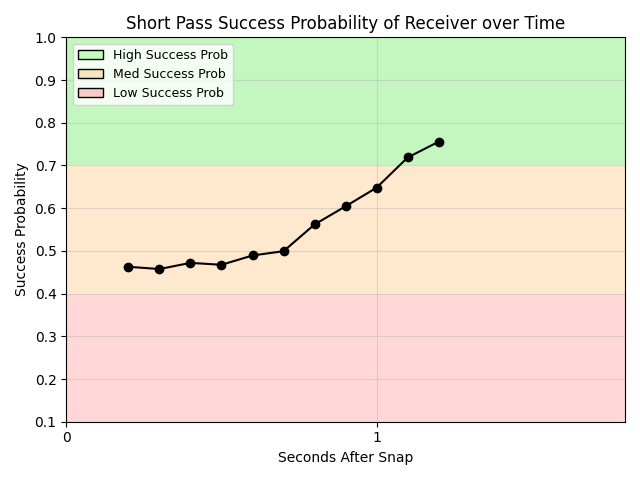 Short Pass Success Probability of Receiver over Time
1.0
High Success Prob
Med Success Prob
Low Success Prob
0.9
0.8
0.7
0.6
0.5
0.4
0.3
0.2
0.1
Success Probability
0 1
Seconds After Snap